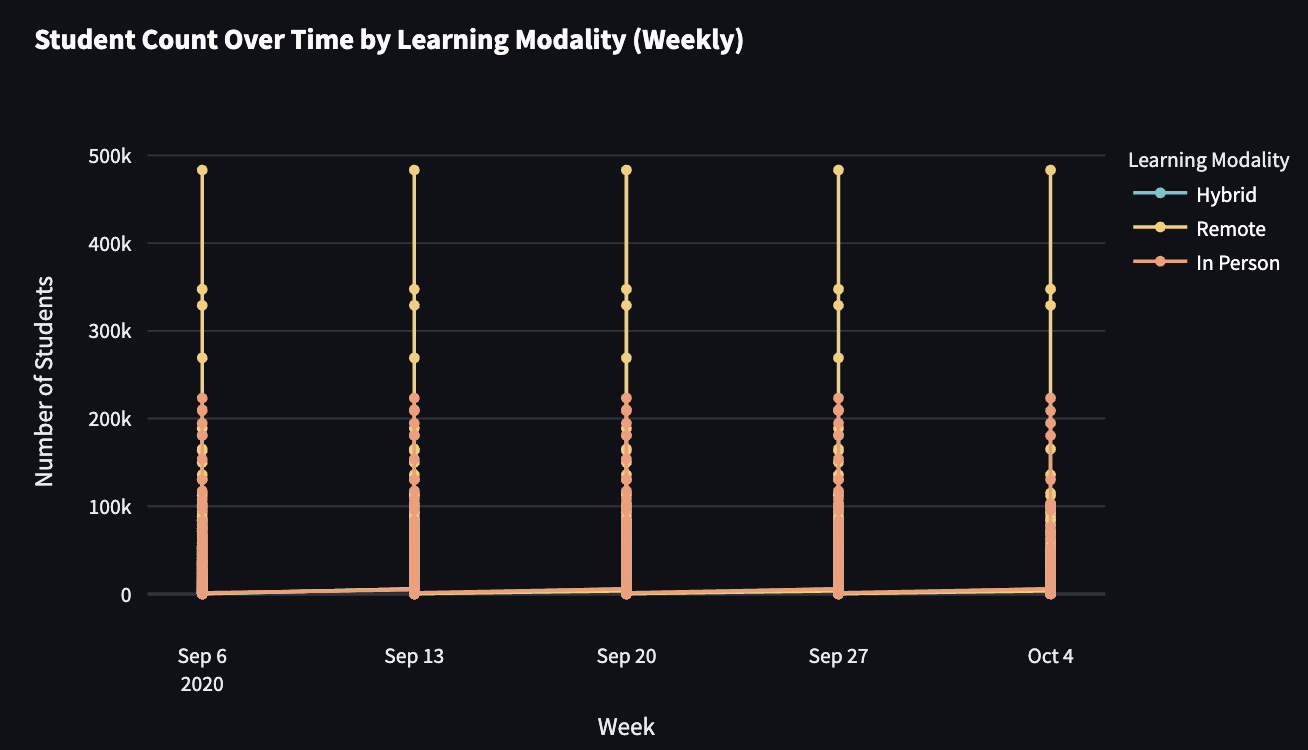 Student Count Over Time by Learning Modality (Weekly)
500k
400k
300k
200k
100k
0
Number of Students
Sep 6
2020
Sep 13
Sep 20
Sep 27
Oct 4
Week
Learning Modality
Hybrid
Remote
In Person